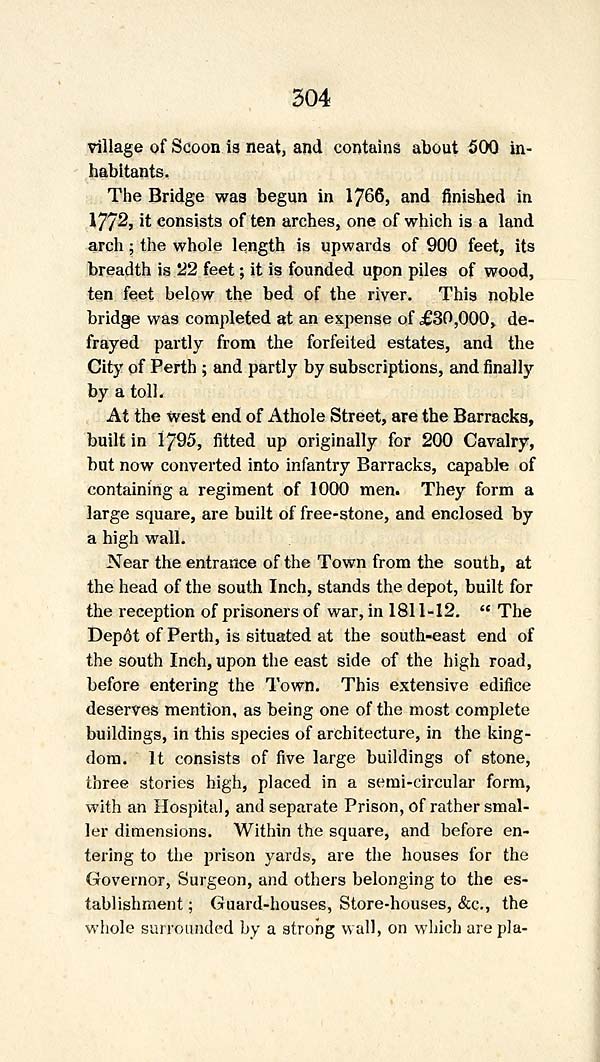 304
village of Scoon is neat, and contains about 500 in-
habitants.
The Bridge was begun in 1766, and finished in
1772, it consists of ten arches, one of which is a land
arch ; the whole length is upwards of 900 feet, its
breadth is 22 feet ; it is founded upon piles of wood,
ten feet below the bed of the river. This noble
bridge was completed at an expense of £30,000, de-
frayed partly from the forfeited estates, and the
City of Perth ; and partly by subscriptions, and finally
by a toll.
At the west end of Athole Street, are the Barracks,
built in 1795, fitted up originally for 200 Cavalry,
but now converted into infantry Barracks, capable of
containing a regiment of 1000 men. They form a
large square, are built of free-stone, and enclosed by
a high wall.
Near the entrance of the Town from the south, at
the head of the south Inch, stands the depot, built for
the reception of prisoners of war, in 1811-12. “ The
Depôt of Perth, is situated at the south-east end of
the south Inch, upon the east side of the high road,
before entering the Town. This extensive edifice
deserves mention, as being one of the most complete
buildings, in this species of architecture, in the king-
dom. It consists of five large buildings of stone,
three stories high, placed in a semi-circular form,
with an Hospital, and separate Prison, of rather smal-
ler dimensions. Within the square, and before en-
tering to the prison yards, are the houses for the
Governor, Surgeon, and others belonging to the es-
tablishment ; Guard-houses, Store-houses, &c., the
whole surrounded by a strong wall, on which are pla-